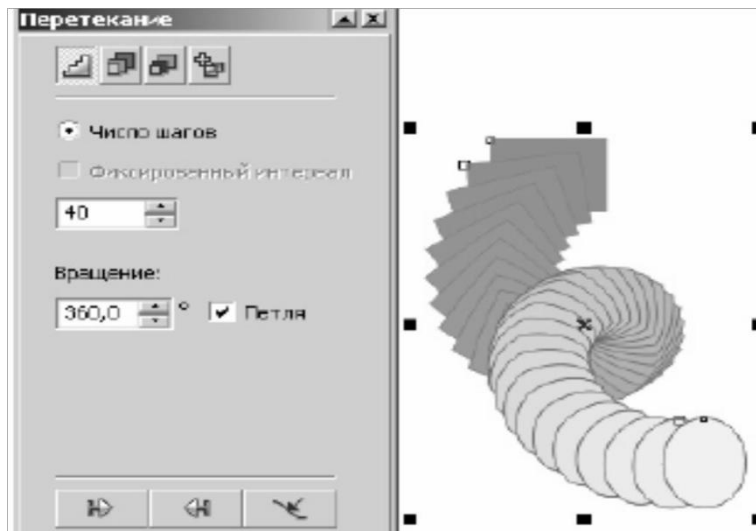 Перетекание
Число шагов
Фиксированный интервал
40
Вращение:
360,0 ° Петля